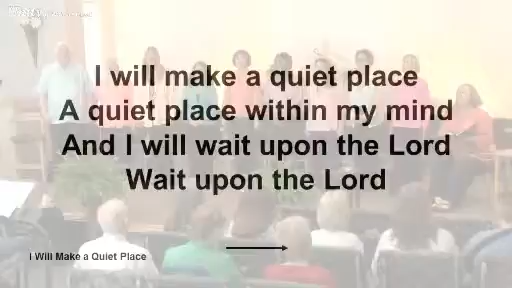 I will make a quiet place
A quiet place within my mind
And I will wait upon the Lord
Wait upon the Lord
I Will Make a Quiet Place